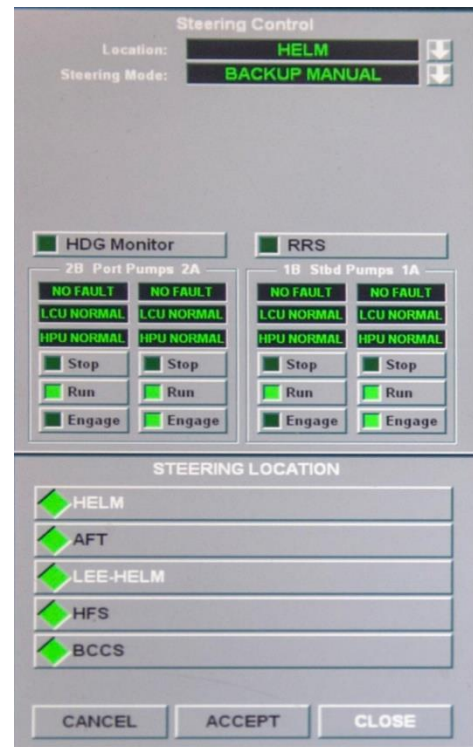 Steering Control
Location: HELM
Steering Mode: BACKUP MANUAL
HDG Monitor RRS
2B Port Pumps 2A 1B Stbd Pumps 1A
NO FAULT NO FAULT NO FAULT NO FAULT
LCU NORMAL LCU NORMAL LCU NORMAL LCU NORMAL
HPU NORMAL HPU NORMAL HPU NORMAL HPU NORMAL
Stop Stop Stop Stop
Run Run Run Run
Engage Engage Engage Engage
STEERING LOCATION
HELM
AFT
LEE-HELM
HFS
BCCS
CANCEL ACCEPT CLOSE